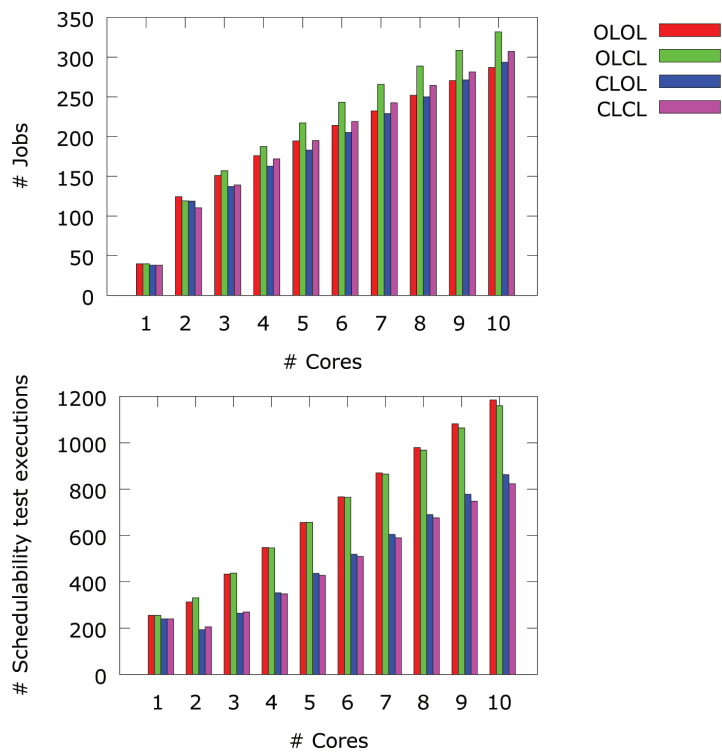 350
300
250
200
150
100
50
0
# Jobs
1 2 3 4 5 6 7 8 9 10
# Cores
OLOL
OLCL
CLOL
CLCL
1200
1000
800
600
400
200
0
# Schedulability test executions
1 2 3 4 5 6 7 8 9 10
# Cores